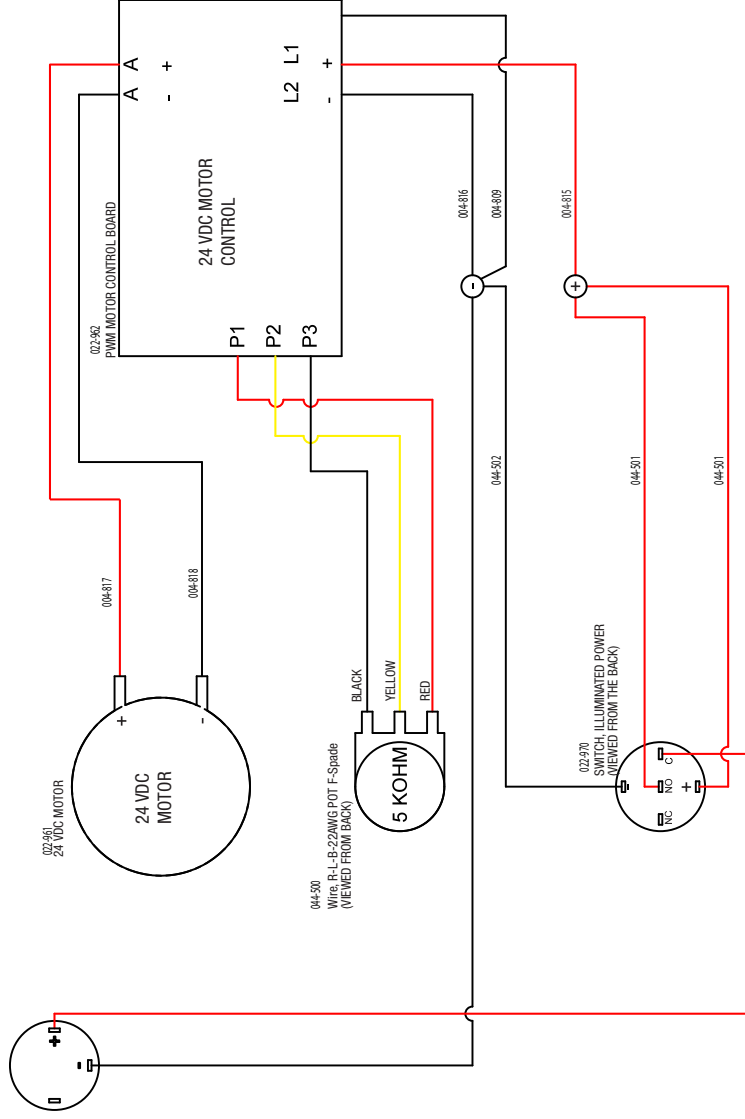 A
A
+
-
L1
L2
+
-
24 VDC MOTOR
CONTROL
022-962
PWM MOTOR CONTROL BOARD
P1
P2
P3
004-816
004-809
004-815
-
+
044-502
044-501
044-501
004-817
004-818
022-961
24 VDC MOTOR
+
-
24 VDC
MOTOR
BLACK
YELLOW
RED
5 KOHM
044-500
Wire, R-L-B-22AWG POT F-Spade
(VIEWED FROM BACK)
022-970
SWITCH, ILLUMINATED POWER
(VIEWED FROM THE BACK)
-
C
NO
+
NC
+
-